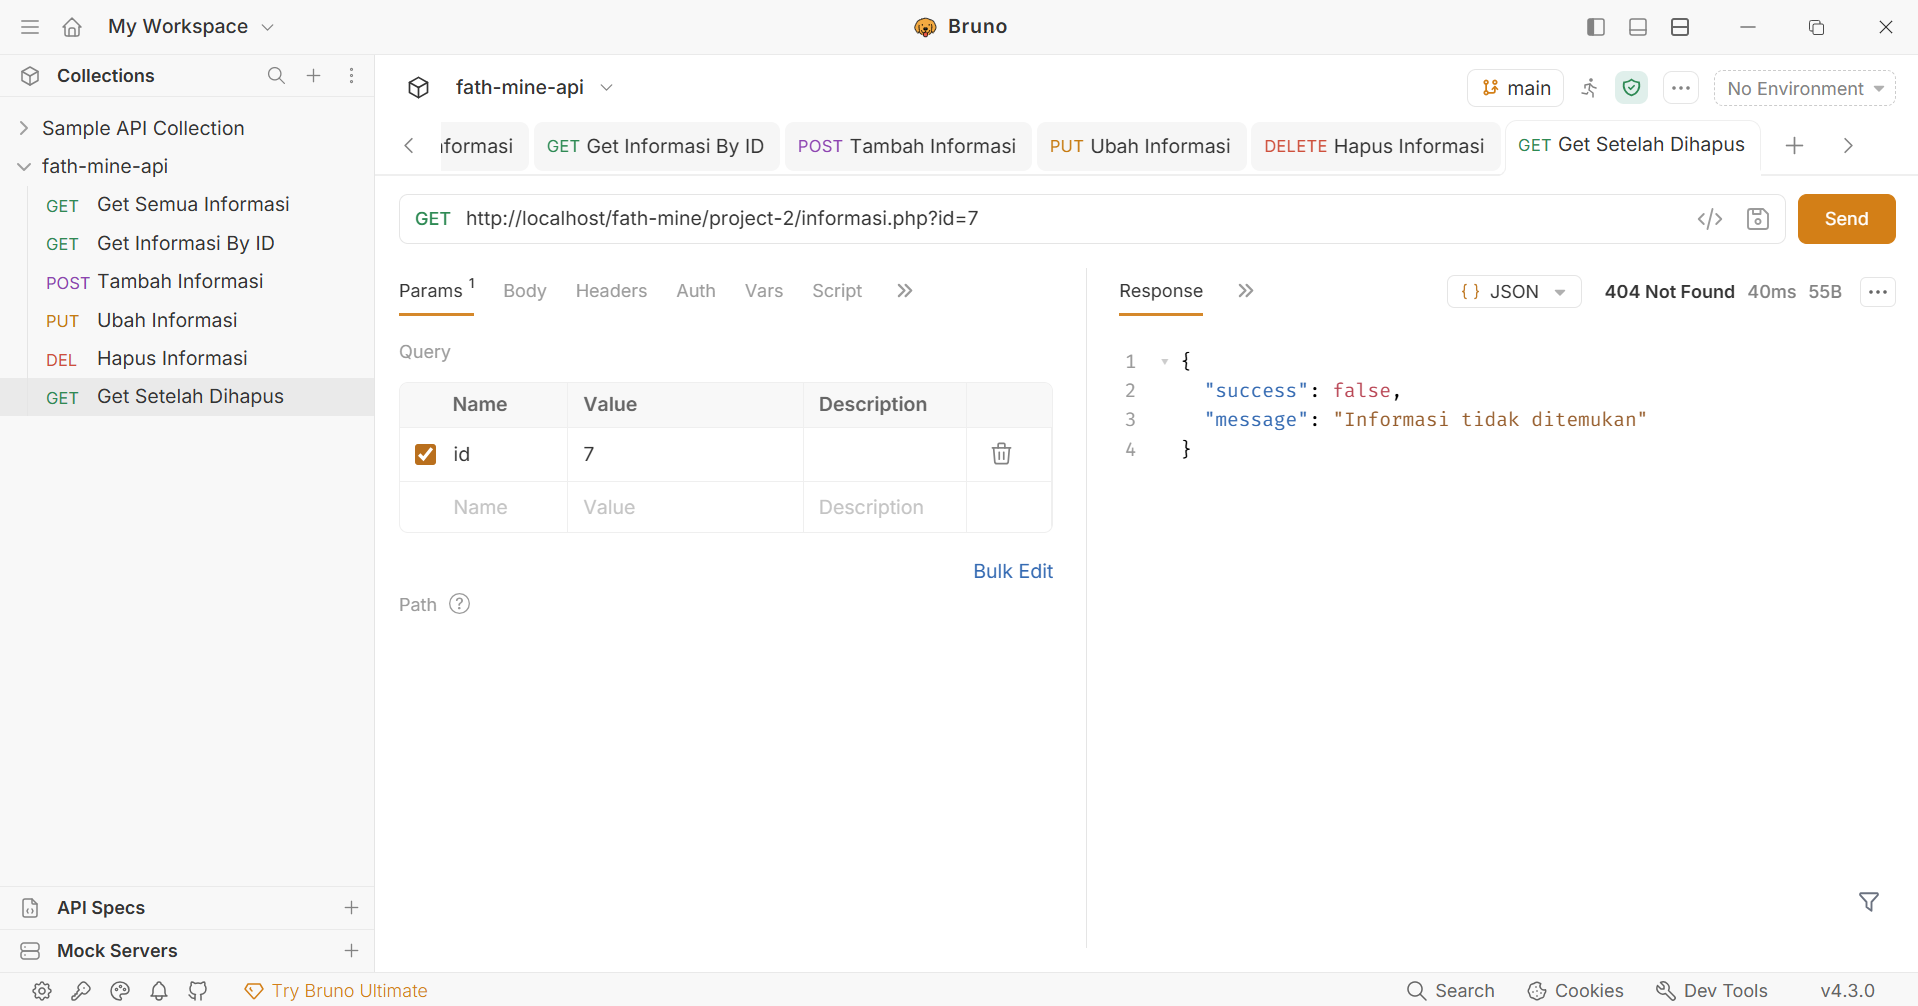 My Workspace
Bruno
Collections
Sample API Collection
fath-mine-api
GET Get Semua Informasi
GET Get Informasi By ID
POST Tambah Informasi
PUT Ubah Informasi
DEL Hapus Informasi
GET Get Setelah Dihapus
API Specs
Mock Servers
fath-mine-api
main
No Environment
GET Get Informasi By ID
POST Tambah Informasi
PUT Ubah Informasi
DELETE Hapus Informasi
GET Get Setelah Dihapus
GET http://localhost/fath-mine/project-2/informasi.php?id=7
Send
Params 1 Body Headers Auth Vars Script
Query
Name Value Description
id 7
Name Value Description
Bulk Edit
Path ?
Response
{ } JSON 404 Not Found 40ms 55B
1 {
2 "success": false,
3 "message": "Informasi tidak ditemukan"
4 }
Try Bruno Ultimate
Search Cookies Dev Tools v4.3.0